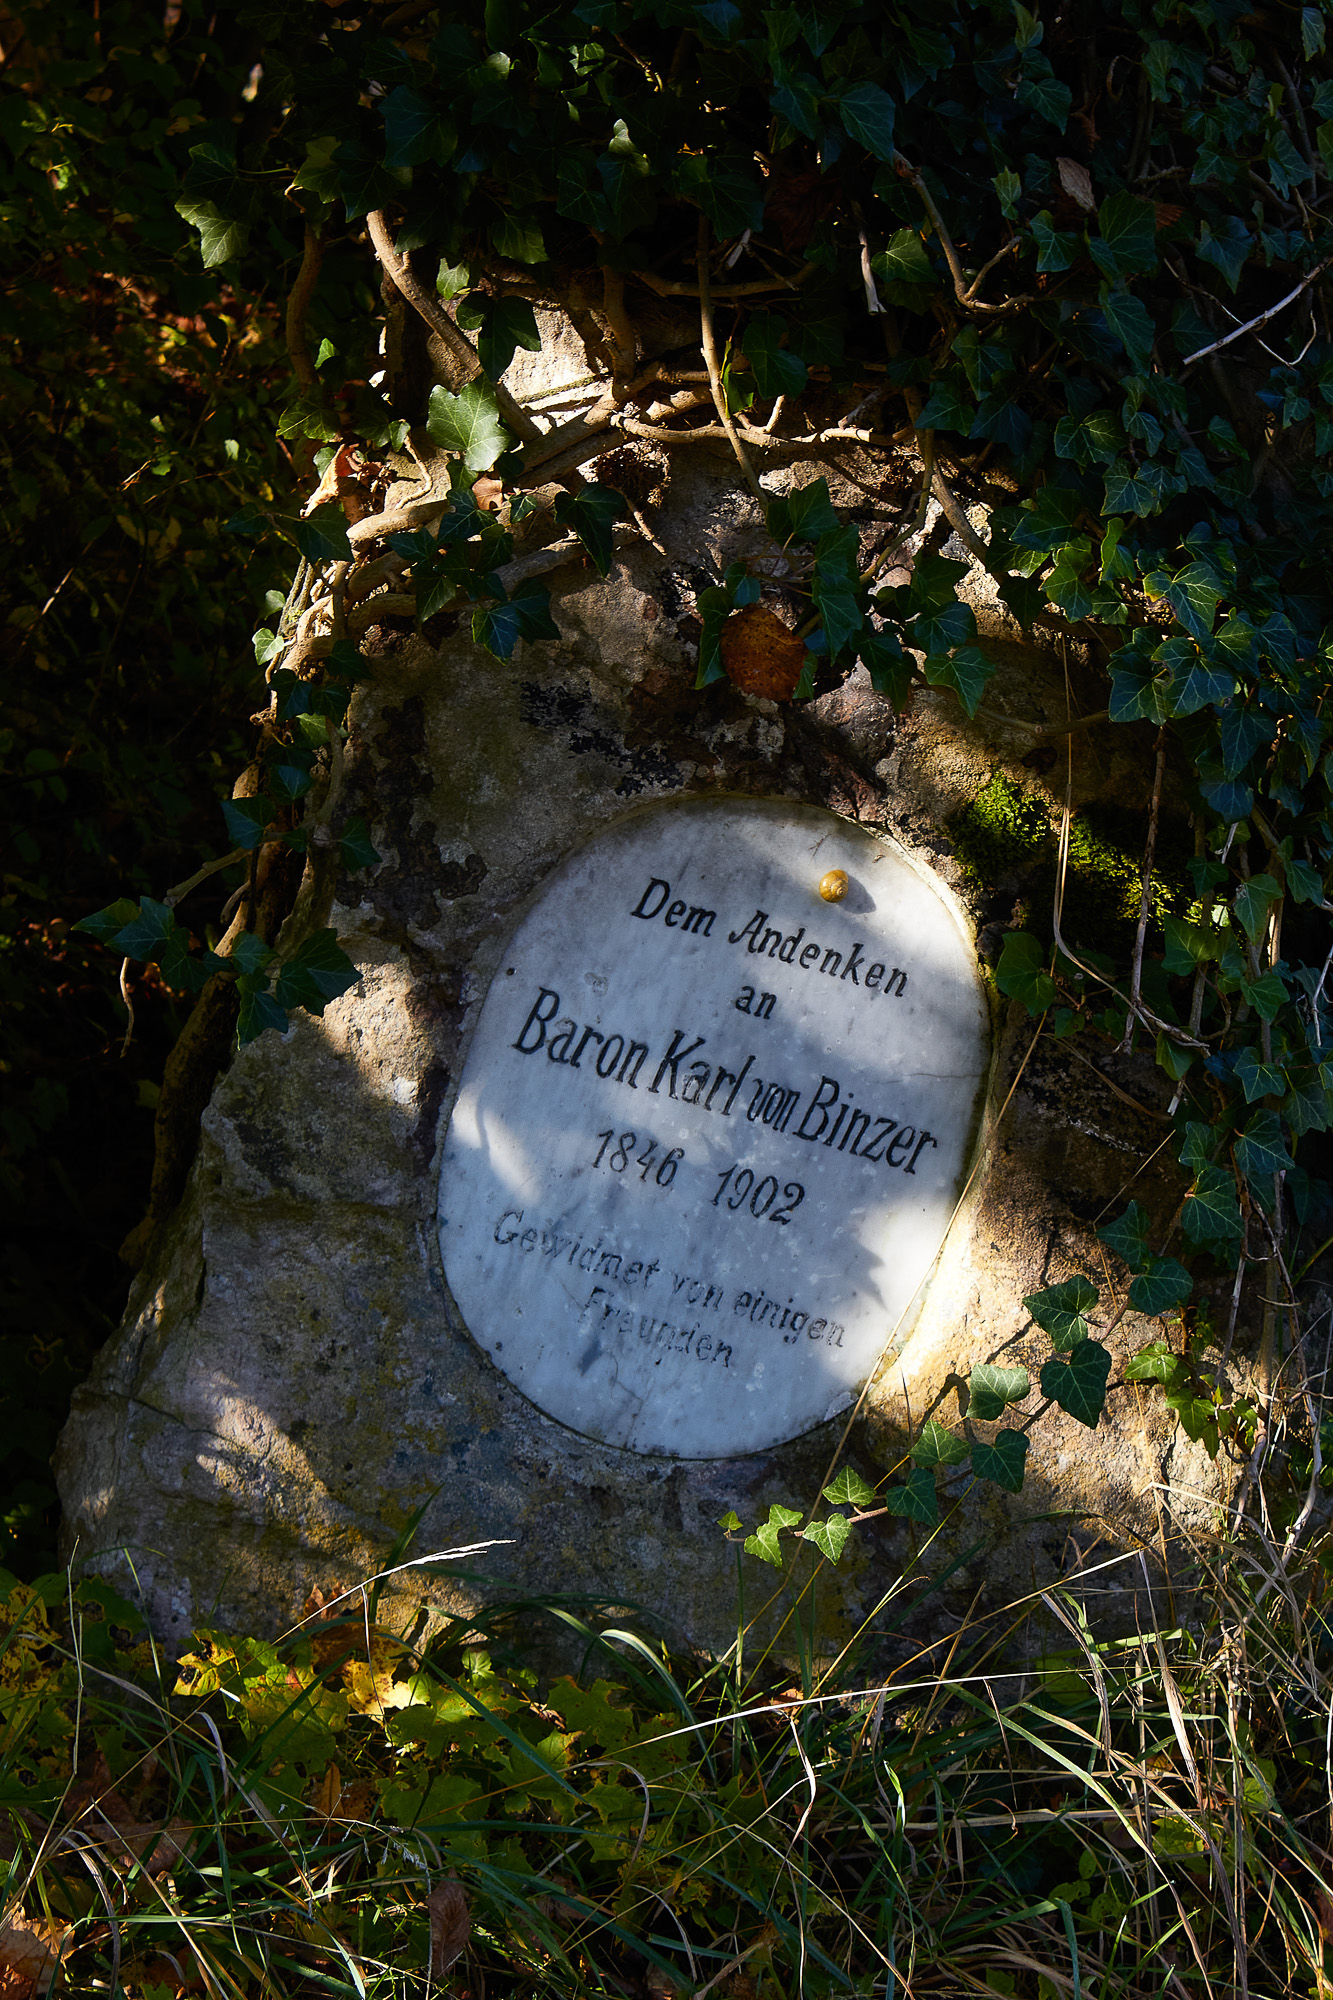 Dem Andenken
an
Baron Karl von Binzer
1846 1902
Gewidmet von einigen
Freunden